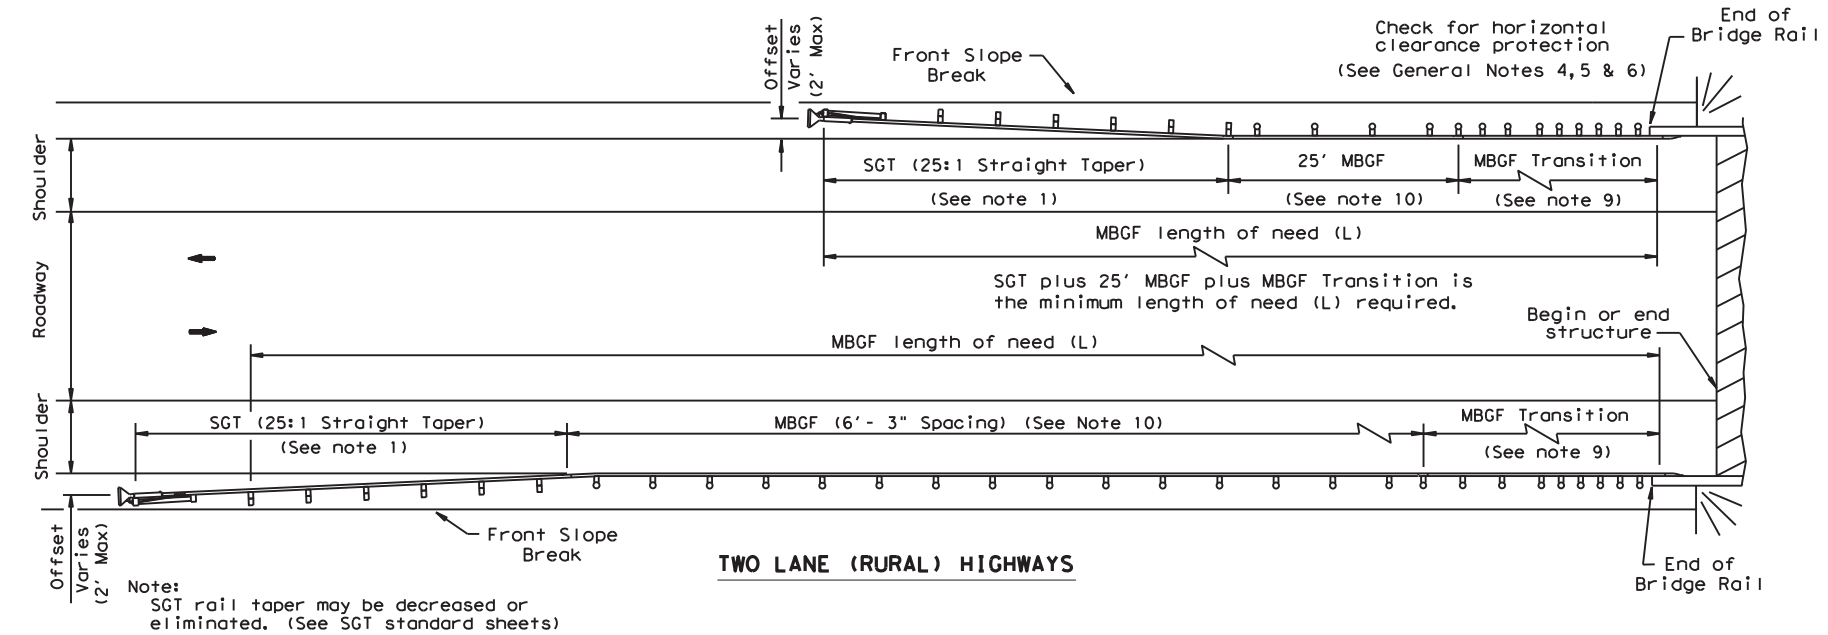 Offset
Varies
(2' Max)
Front Slope
Break
Check for horizontal
clearance protection
(See General Notes 4,5 & 6)
End of
Bridge Rail
Shoulder
SGT (25:1 Straight Taper)
(See note 1)
25' MBGF
(See note 10)
MBGF Transition
(See note 9)
MBGF length of need (L)
SGT plus 25' MBGF plus MBGF Transition is
the minimum length of need (L) required.
Roadway
Begin or end
structure
MBGF length of need (L)
Shoulder
SGT (25:1 Straight Taper)
(See note 1)
MBGF (6'- 3" Spacing) (See Note 10)
MBGF Transition
(See note 9)
Offset
Varies
(2' Max)
Front Slope
Break
TWO LANE (RURAL) HIGHWAYS
End of
Bridge Rail
Note:
SGT rail taper may be decreased or
eliminated. (See SGT standard sheets)